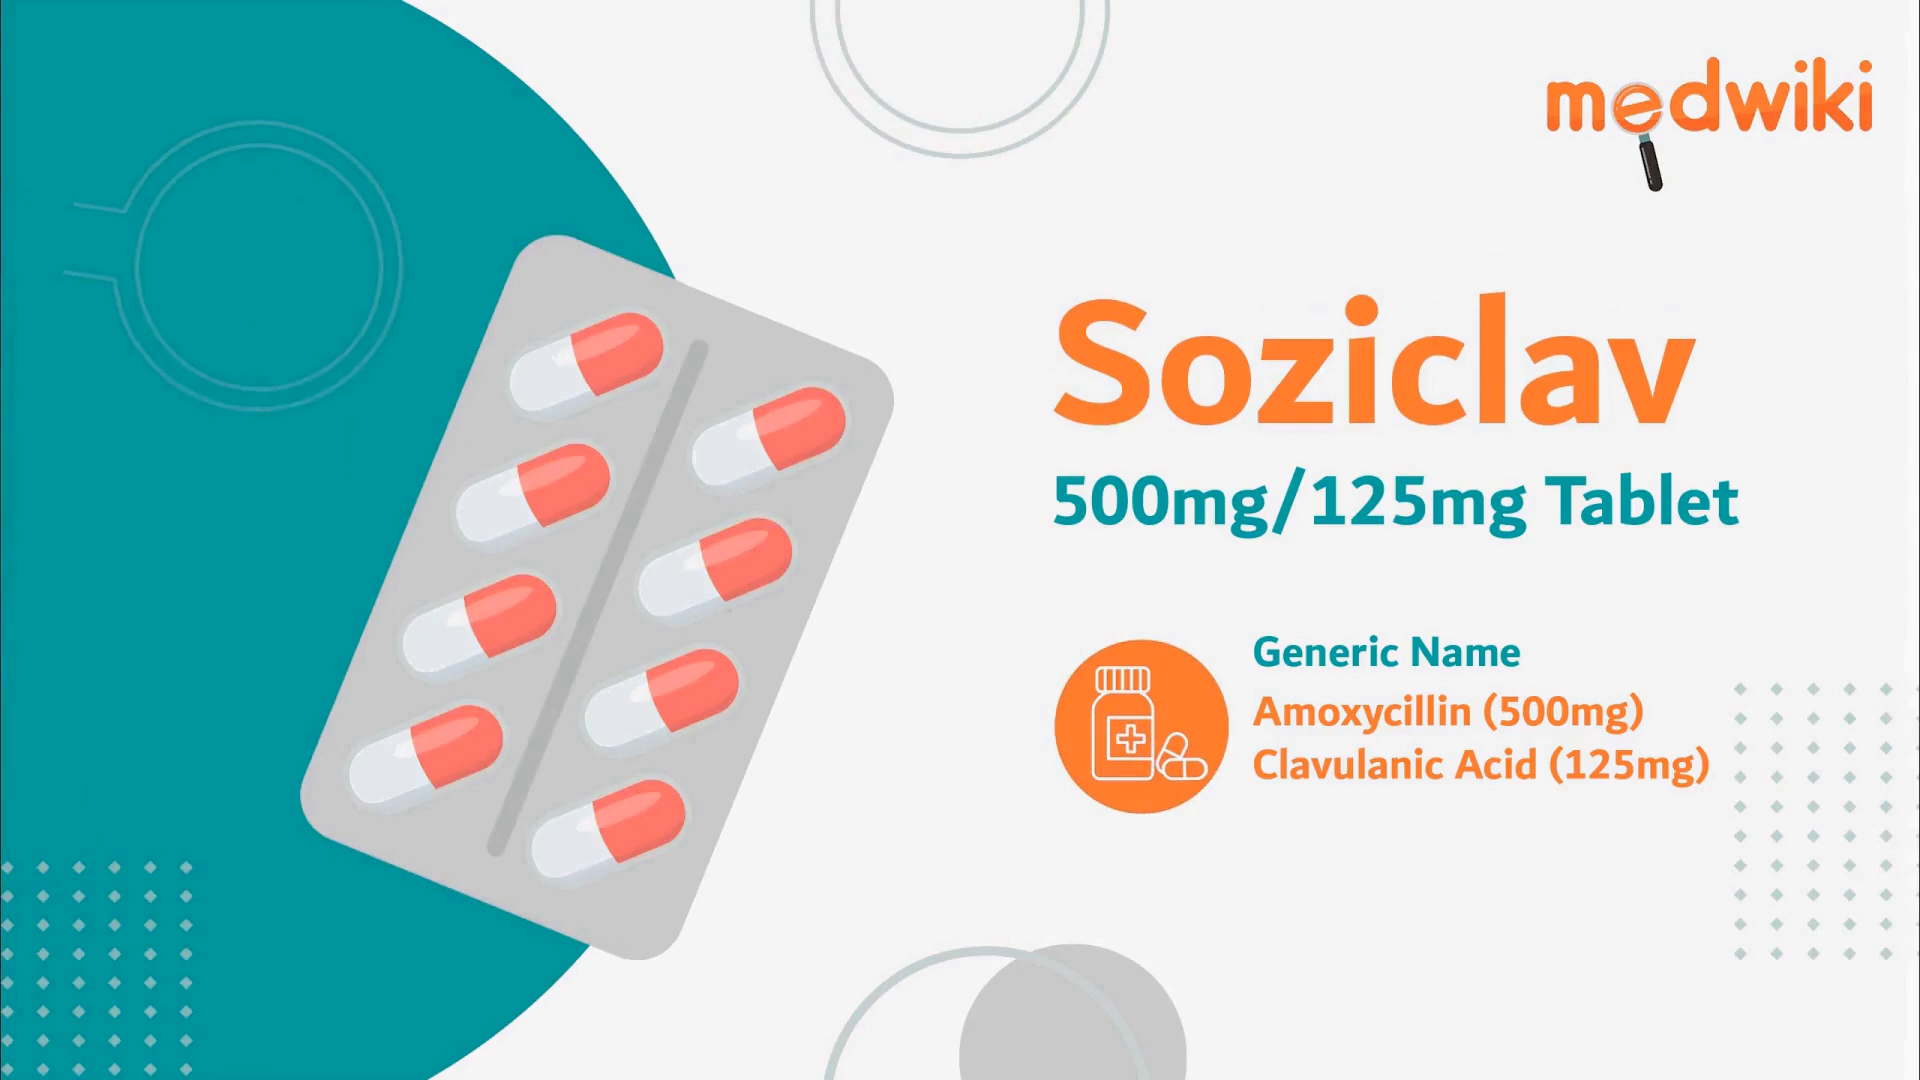 medwiki
Soziclav
500mg/125mg Tablet
Generic Name
Amoxycillin (500mg)
Clavulanic Acid (125mg)